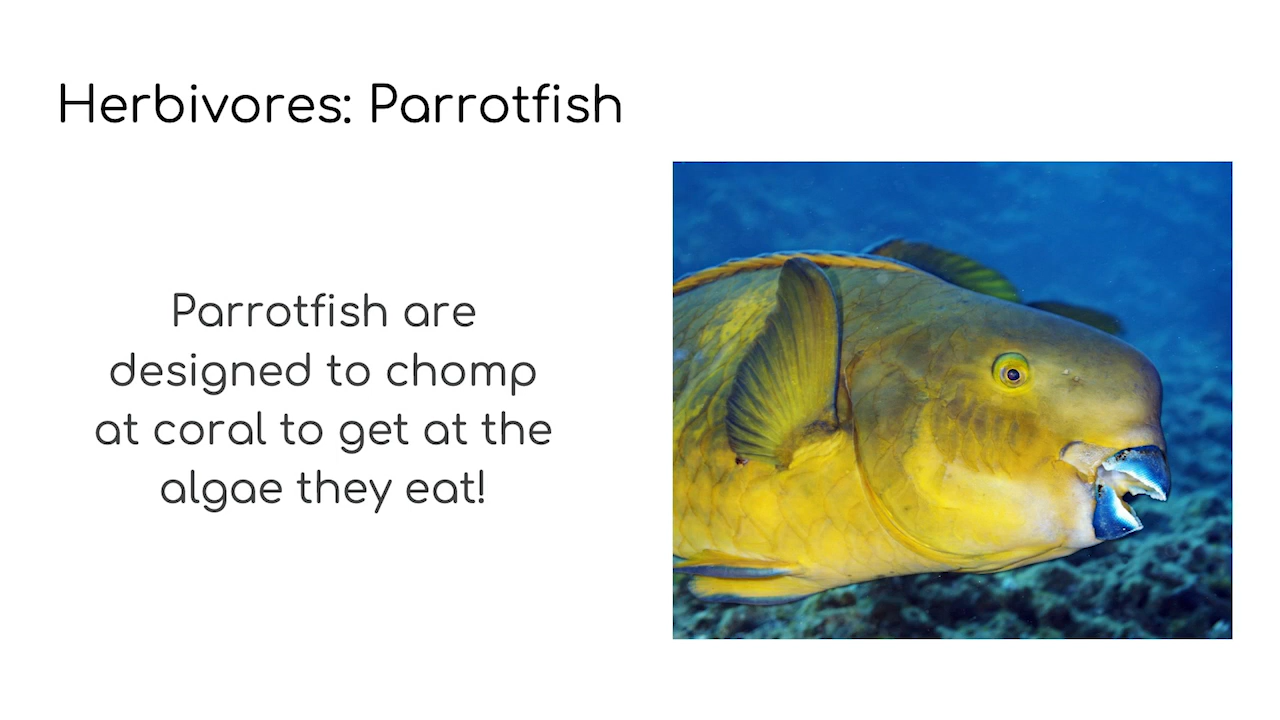 Herbivores: Parrotfish
Parrotfish are
designed to chomp
at coral to get at the
algae they eat!